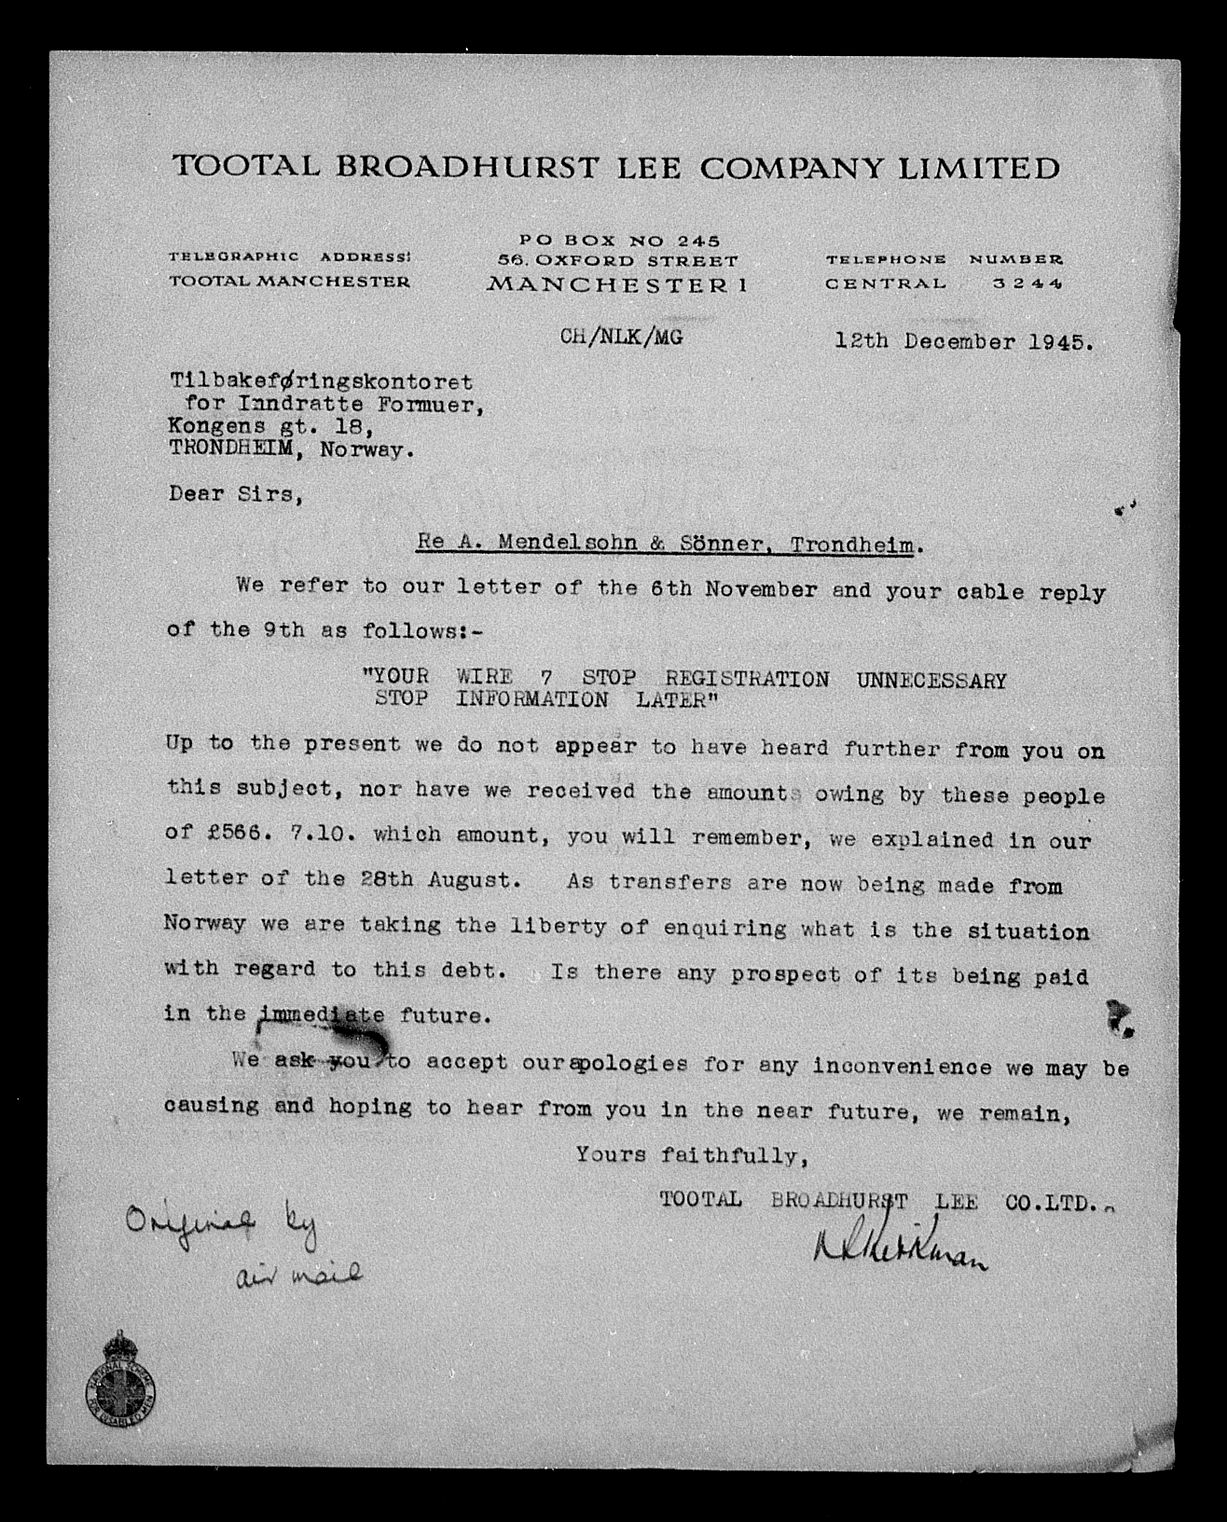 TOOTAL BROADHURST LEE COMPANY LIMITED
PO BOX NO 245
TELEGRAPHIC ADDRESS:
56. OXFORD STREET
TELEPHONE NUMBER
TOOTAL MANCHESTER
MANCHESTER 1
CENTRAL 3244
CH/NLK/MG
12th December 1945.
Tilbakeføringskontoret
for Inndratte Formuer,
Kongens gt. 18,
TRONDHEIM, Norway.
Dear Sirs,
Re A. Mendelsohn & Sönner, Trondheim.
We refer to our letter of the 6th November and your cable reply
of the 9th as follows:-
"YOUR WIRE 7 STOP REGISTRATION UNNECESSARY
STOP INFORMATION LATER"
Up to the present we do not appear to have heard further from you on
this subject, nor have we received the amounts owing by these people
of £566. 7.10. which amount, you will remember, we explained in our
letter of the 28th August. As transfers are now being made from
Norway we are taking the liberty of enquiring what is the situation
with regard to this debt. Is there any prospect of its being paid
in the immediate future.
We ask you to accept our apologies for any inconvenience we may be
causing and hoping to hear from you in the near future, we remain,
Yours faithfully,
TOOTAL BROADHURST LEE CO.LTD.
Original by
air mail
NATIONAL SCHEME
FOR DISABLED MEN